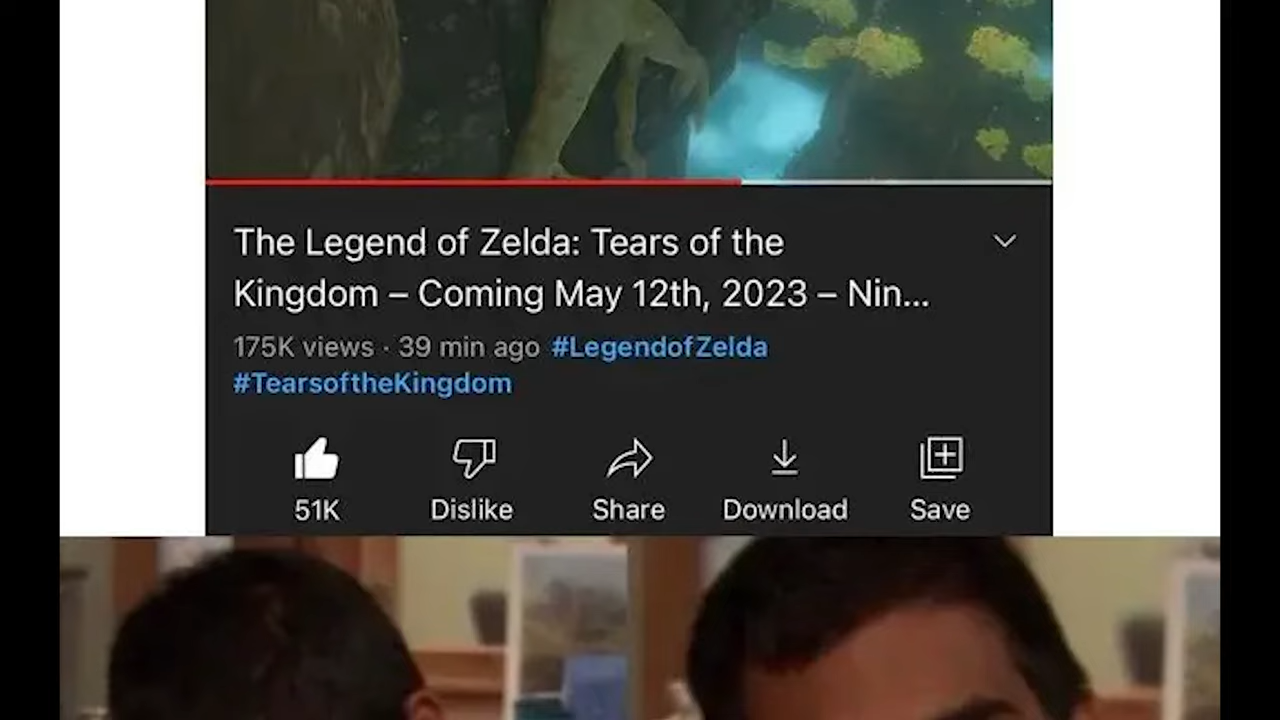 The Legend of Zelda: Tears of the
Kingdom – Coming May 12th, 2023 – Nin...
175K views · 39 min ago #LegendofZelda
#TearsoftheKingdom
51K Dislike Share Download Save